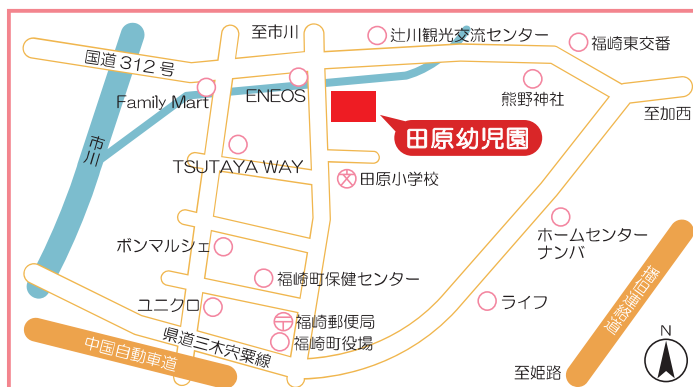 至市川
辻川観光交流センター
福崎東交番
国道312号
Family Mart
ENEOS
熊野神社
至加西
田原幼児園
市川
TSUTAYA WAY
田原小学校
ボンマルシェ
ホームセンター
ナンバ
福崎町保健センター
播但連絡道
ユニクロ
ライフ
〒
福崎郵便局
県道三木宍粟線
福崎町役場
中国自動車道
至姫路
N
文